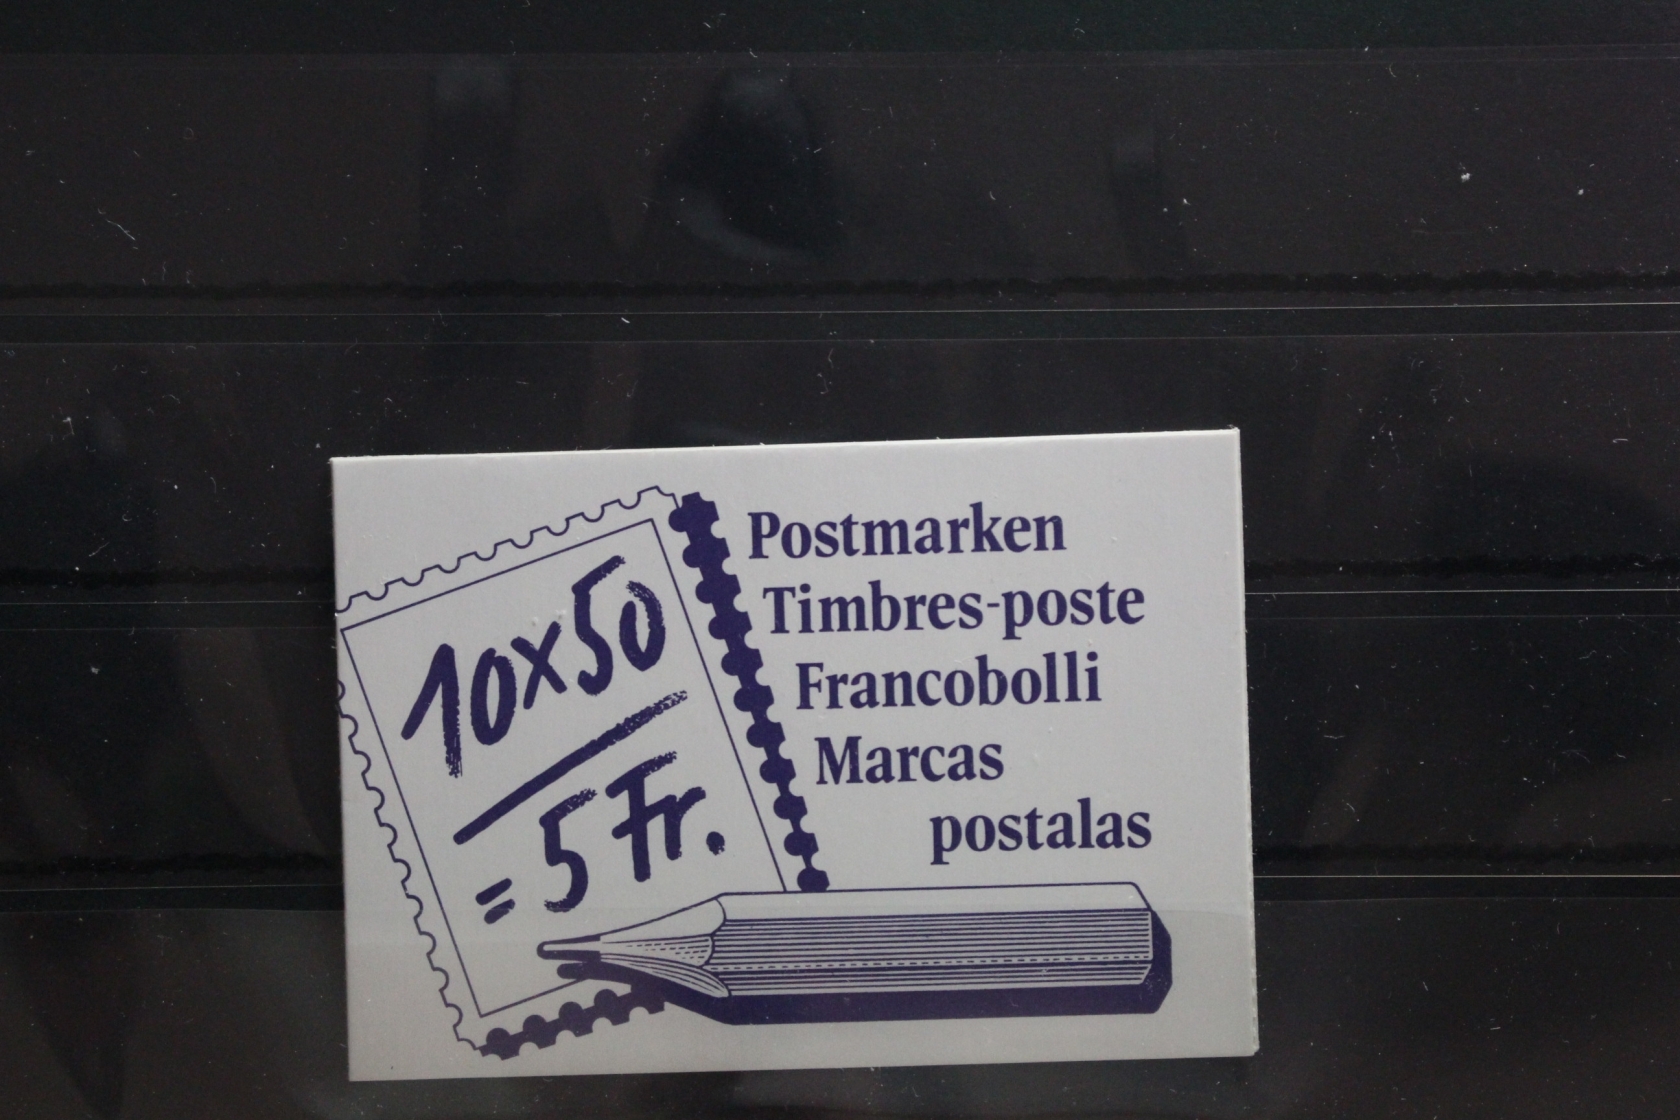 10x50
= 5 Fr.
Postmarken
Timbres-poste
Francobolli
Marcas
postalas